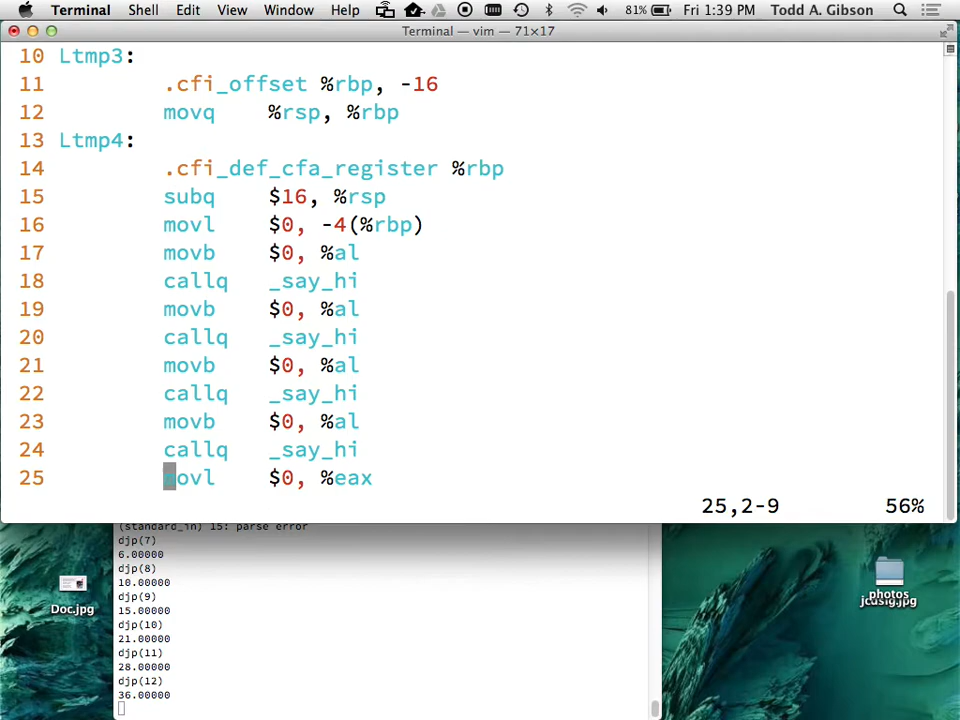 Terminal Shell Edit View Window Help 81% Fri 1:39 PM Todd A. Gibson
Terminal — vim — 71×17
10 Ltmp3:
11 .cfi_offset %rbp, -16
12 movq %rsp, %rbp
13 Ltmp4:
14 .cfi_def_cfa_register %rbp
15 subq $16, %rsp
16 movl $0, -4(%rbp)
17 movb $0, %al
18 callq _say_hi
19 movb $0, %al
20 callq _say_hi
21 movb $0, %al
22 callq _say_hi
23 movb $0, %al
24 callq _say_hi
25 movl $0, %eax
25,2-9 56%
(standard_in) 15: parse error
djp(7)
6.00000
djp(8)
10.00000
djp(9)
15.00000
djp(10)
21.00000
djp(11)
28.00000
djp(12)
36.00000
Doc.jpg
photos
jcdsig.jpg